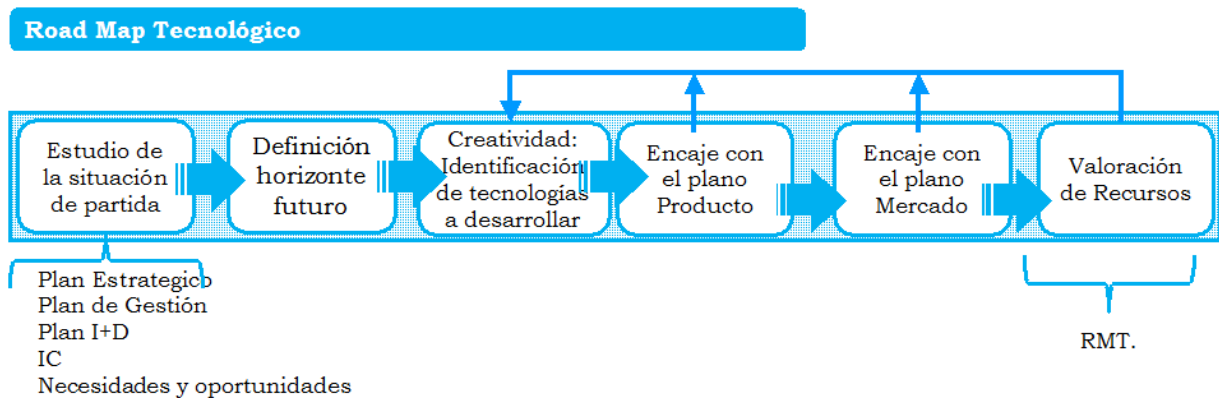 Road Map Tecnológico
Estudio de
la situación
de partida
Definición
horizonte
futuro
Creatividad:
Identificación
de tecnologías
a desarrollar
Encaje con
el plano
Producto
Encaje con
el plano
Mercado
Valoración
de Recursos
Plan Estrategico
Plan de Gestión
Plan I+D
IC
Necesidades y oportunidades
RMT.